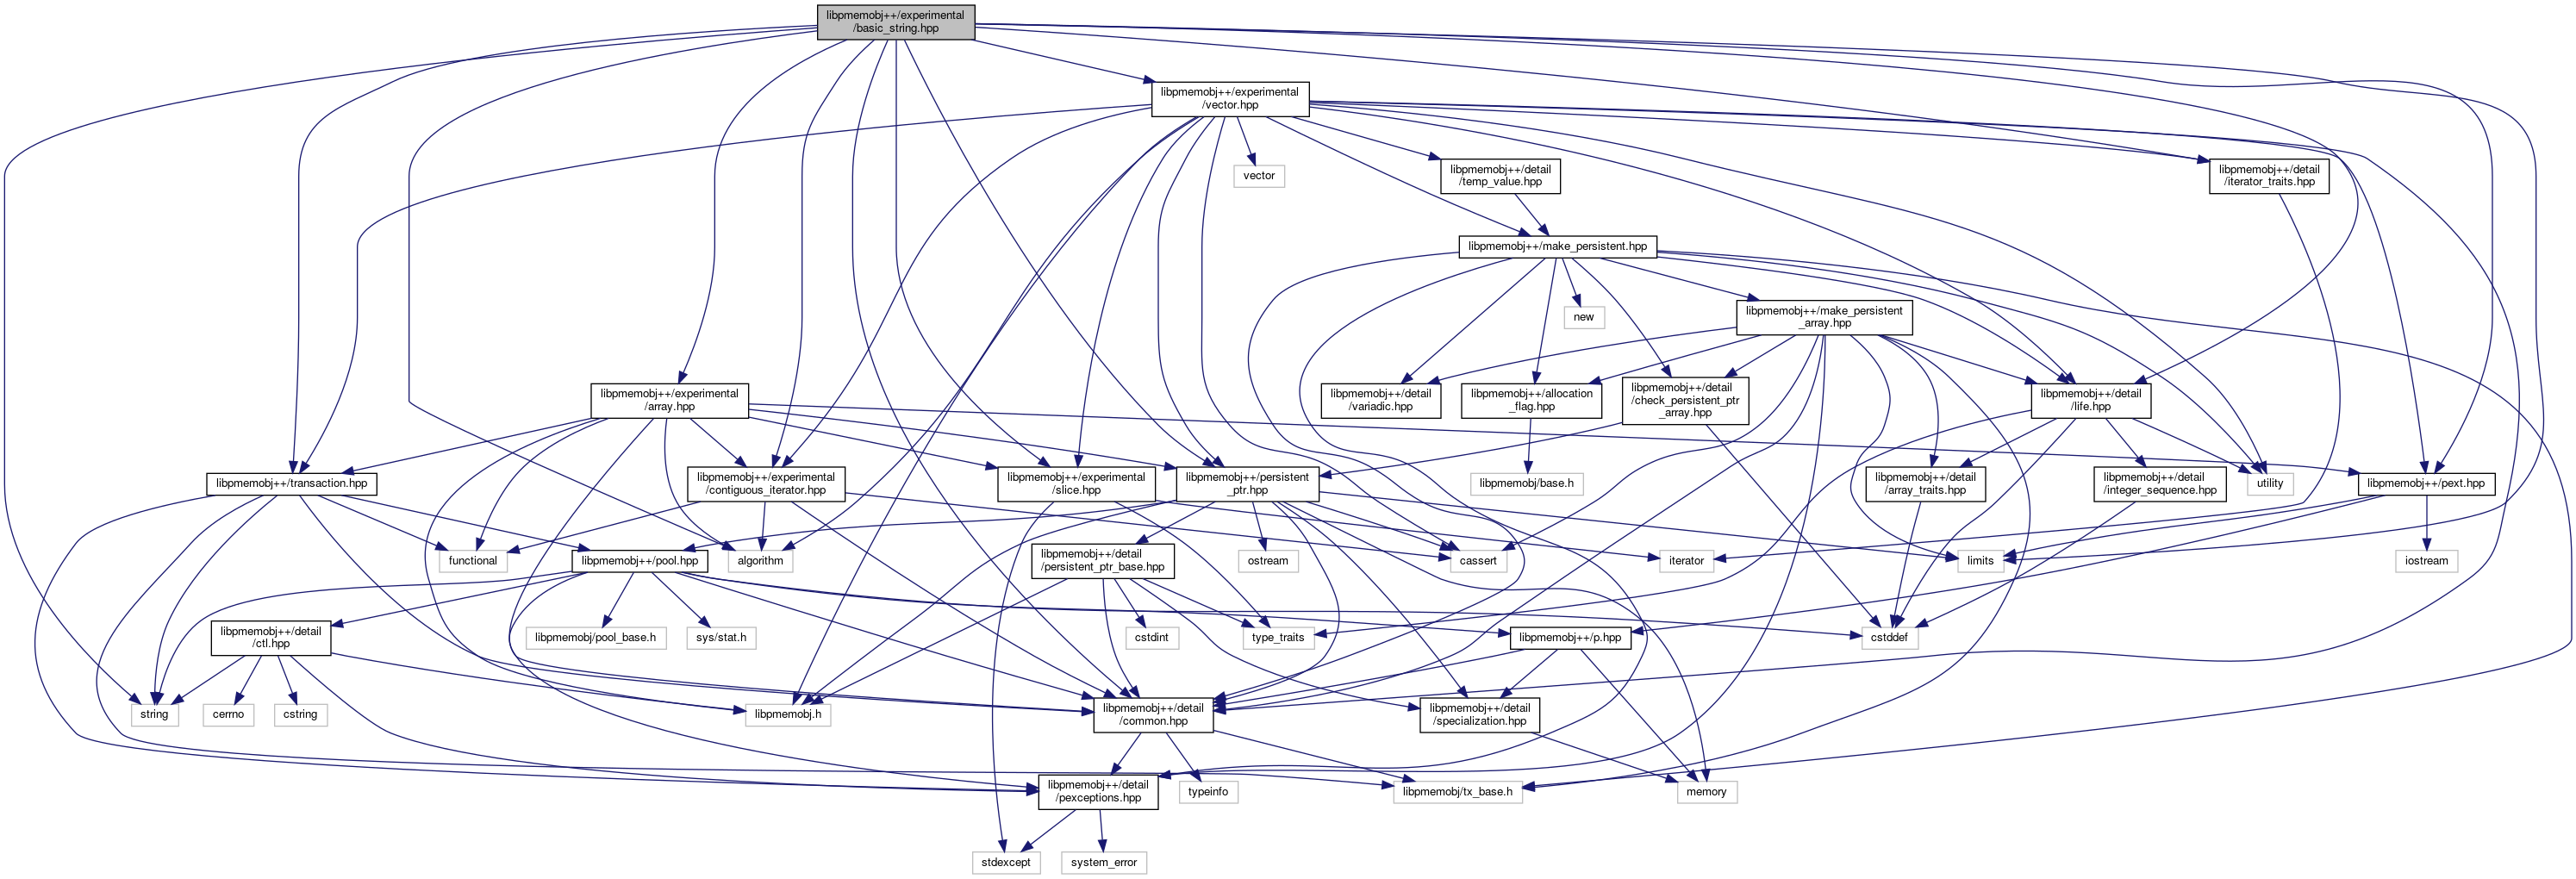 libpmemobj++/experimental
/basic_string.hpp
libpmemobj++/experimental
/vector.hpp
vector
libpmemobj++/detail
/temp_value.hpp
libpmemobj++/detail
/iterator_traits.hpp
libpmemobj++/make_persistent.hpp
new
libpmemobj++/make_persistent
_array.hpp
libpmemobj++/experimental
/array.hpp
libpmemobj++/detail
/variadic.hpp
libpmemobj++/allocation
_flag.hpp
libpmemobj++/detail
/check_persistent_ptr
_array.hpp
libpmemobj++/detail
/life.hpp
libpmemobj++/transaction.hpp
libpmemobj++/experimental
/contiguous_iterator.hpp
libpmemobj++/experimental
/slice.hpp
libpmemobj++/persistent
_ptr.hpp
libpmemobj/base.h
libpmemobj++/detail
/array_traits.hpp
libpmemobj++/detail
/integer_sequence.hpp
utility
libpmemobj++/pext.hpp
functional
libpmemobj++/pool.hpp
algorithm
libpmemobj++/detail
/persistent_ptr_base.hpp
ostream
cassert
iterator
limits
iostream
libpmemobj++/detail
/ctl.hpp
libpmemobj/pool_base.h
sys/stat.h
cstdint
type_traits
libpmemobj++/p.hpp
cstddef
string
cerrno
cstring
libpmemobj.h
libpmemobj++/detail
/common.hpp
libpmemobj++/detail
/specialization.hpp
libpmemobj++/detail
/pexceptions.hpp
typeinfo
libpmemobj/tx_base.h
memory
stdexcept
system_error